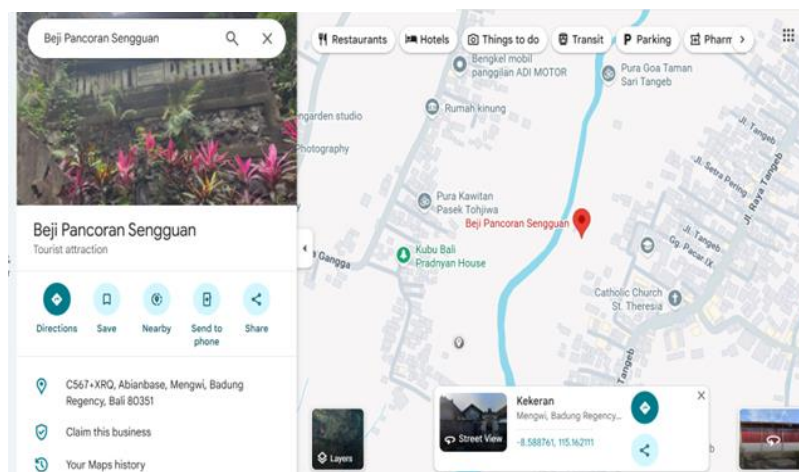 Beji Pancoran Sengguan
Restaurants
Hotels
Things to do
Transit
Parking
Pharm
Beji Pancoran Sengguan
Tourist attraction
Directions
Save
Nearby
Send to
phone
Share
C567+XRQ, Abianbase, Mengwi, Badung
Regency, Bali 80351
Claim this business
Your Maps history
Bengkel mobil
panggilan ADI MOTOR
Pura Goa Taman
Sari Tangeb
Rumah kinung
ngarden studio
Photography
Jl. Tangeb
Jl. Setra Pering
Jl. Raya Tangeb
Pura Kawitan
Pasek Tohjiwa
Beji Pancoran Sengguan
Jl. Tangeb
Gg. Pacar IX
Kubu Bali
Pradnyan House
Gangga
Catholic Church
St. Theresia
Tangeb
Layers
Street View
Kekeran
Mengwi, Badung Regency...
-8.588761, 115.162111